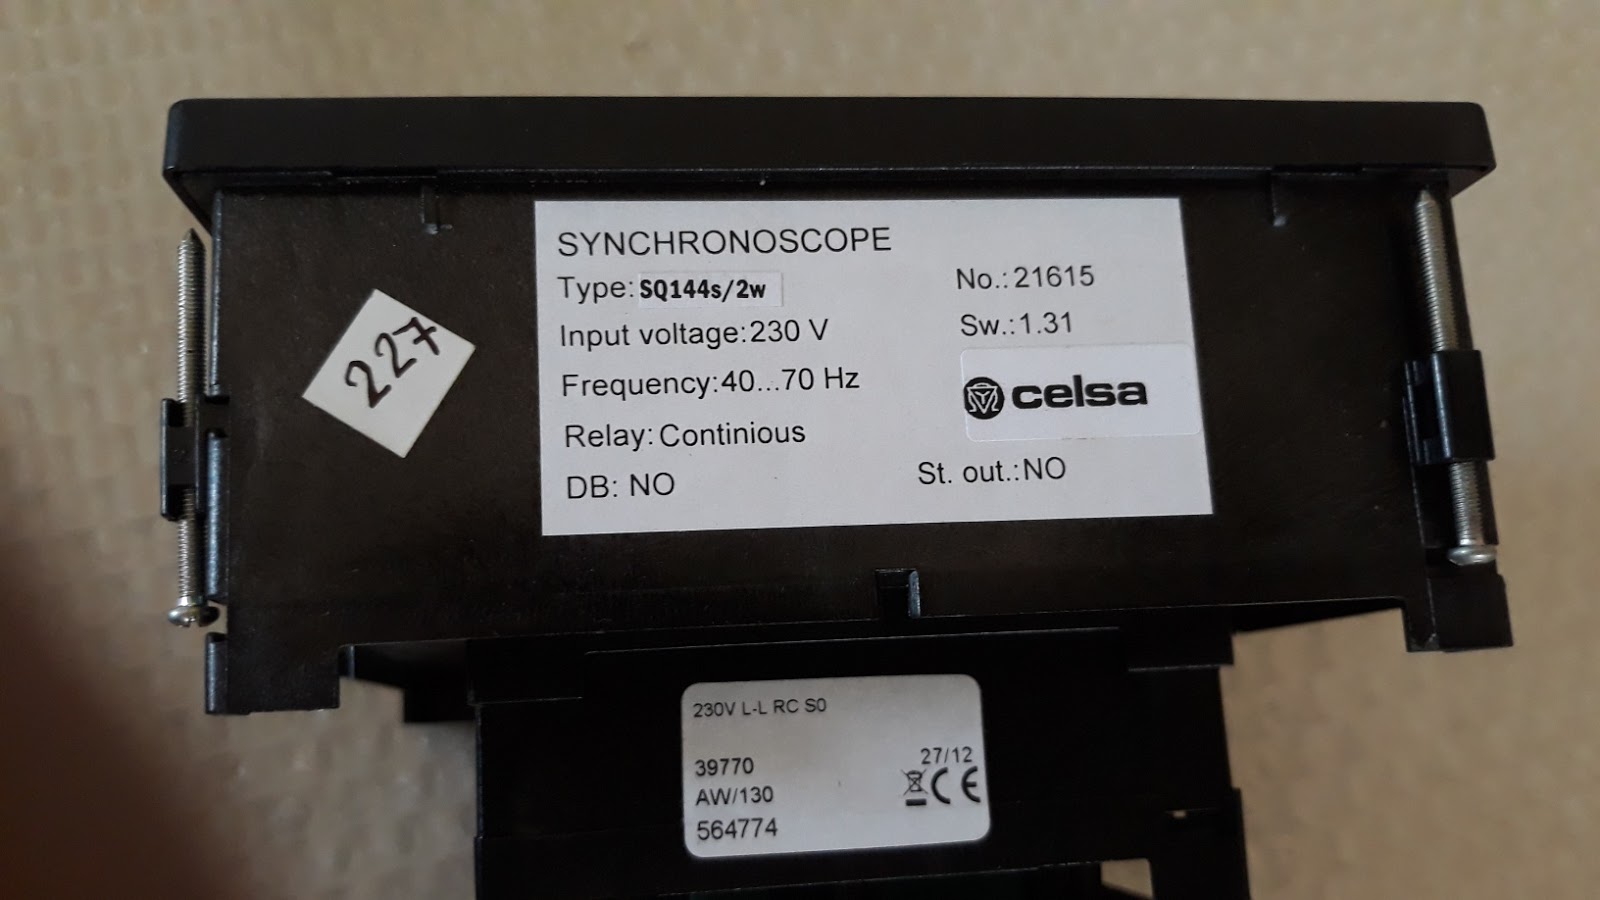 SYNCHRONOSCOPE
Type: SQ144s/2w
No.: 21615
Input voltage:230 V
Sw.:1.31
Frequency:40...70 Hz
celsa
Relay: Continious
DB: NO
St. out.:NO
227
230V L-L RC S0
39770
27/12
AW/130
CE
564774